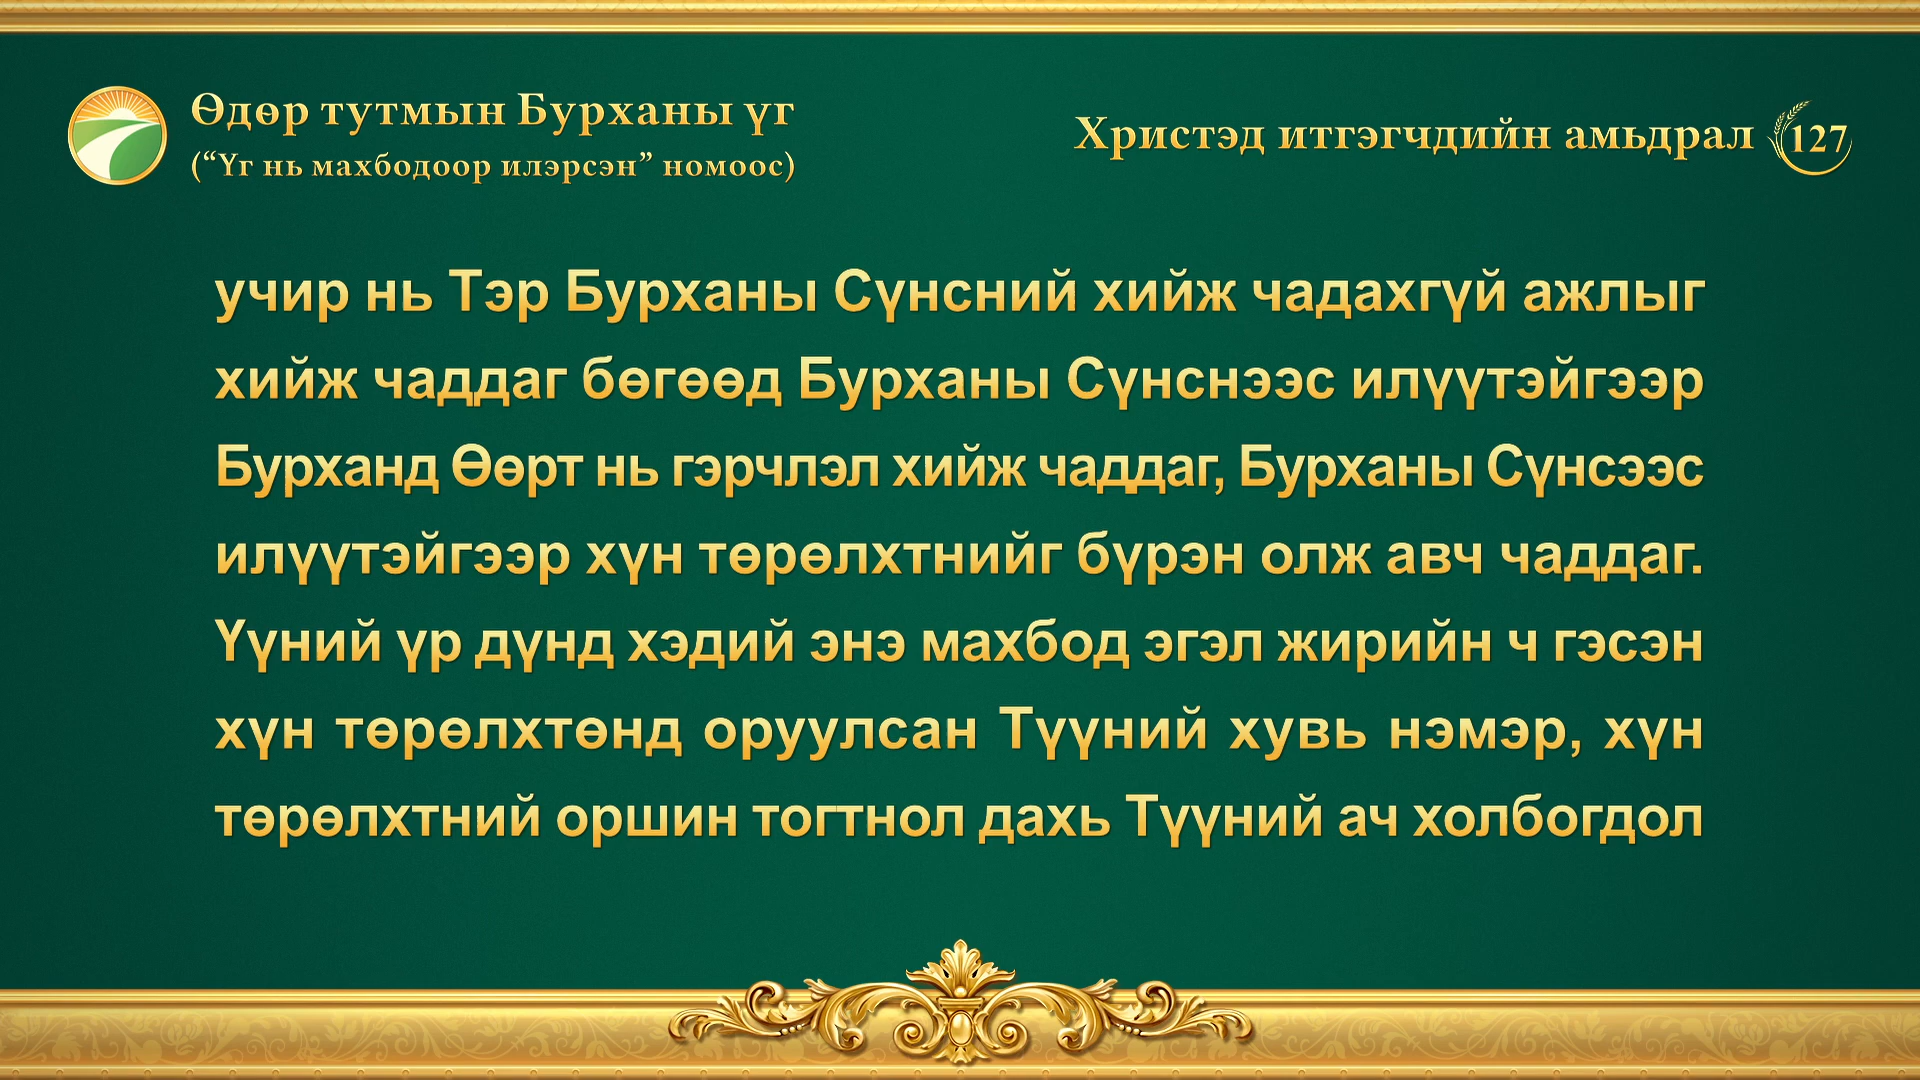 Өдөр тутмын Бурханы үг
(“Үг нь махбодоор илэрсэн” номоос)
Христэд итгэгчдийн амьдрал 127
учир нь Тэр Бурханы Сүнсний хийж чадахгүй ажлыг
хийж чаддаг бөгөөд Бурханы Сүнснээс илүүтэйгээр
Бурханд Өөрт нь гэрчлэл хийж чаддаг, Бурханы Сүнсээс
илүүтэйгээр хүн төрөлхтнийг бүрэн олж авч чаддаг.
Үүний үр дүнд хэдий энэ махбод эгэл жирийн ч гэсэн
хүн төрөлхтөнд оруулсан Түүний хувь нэмэр, хүн
төрөлхтний оршин тогтнол дахь Түүний ач холбогдол